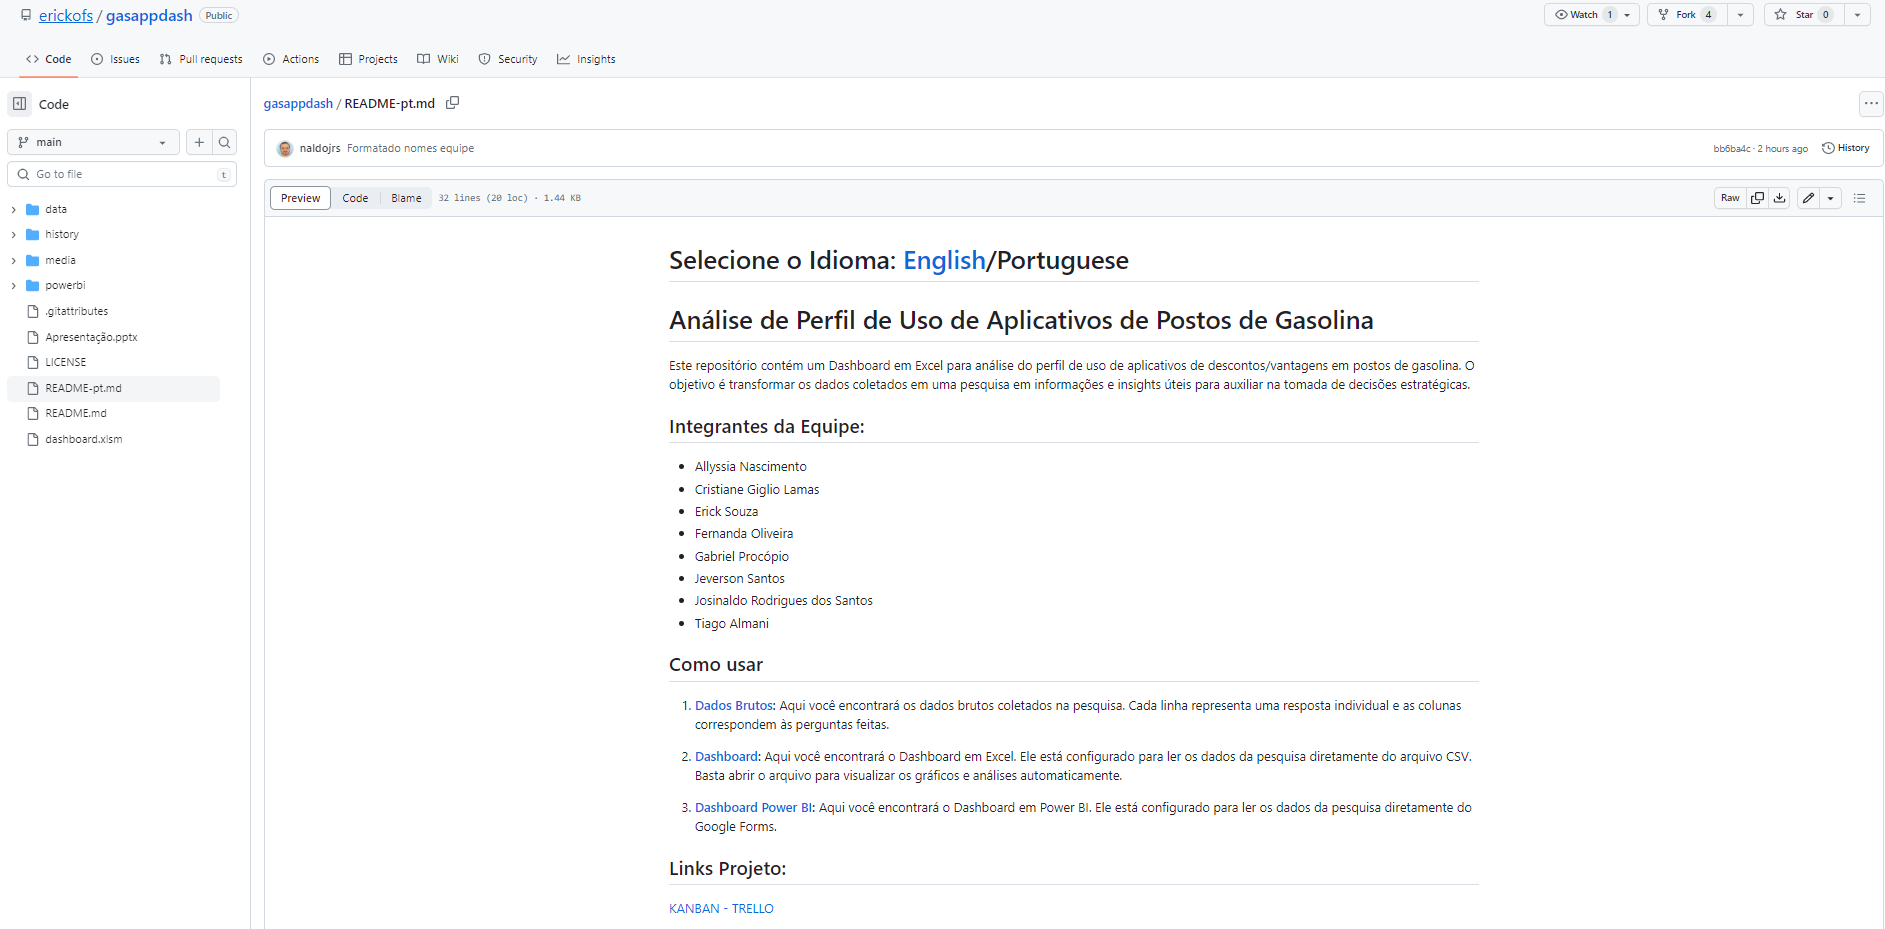 erickofs / gasappdash Public
Watch 1 Fork 4 Star 0
Code Issues Pull requests Actions Projects Wiki Security Insights
Code
main
Go to file t
data
history
media
powerbi
.gitattributes
Apresentação.pptx
LICENSE
README-pt.md
README.md
dashboard.xlsm
gasappdash / README-pt.md
naldojrs Formatado nomes equipe
bb6ba4c · 2 hours ago History
Preview Code Blame 32 lines (20 loc) · 1.44 KB
Raw
Selecione o Idioma: English/Portuguese
Análise de Perfil de Uso de Aplicativos de Postos de Gasolina
Este repositório contém um Dashboard em Excel para análise do perfil de uso de aplicativos de descontos/vantagens em postos de gasolina. O
objetivo é transformar os dados coletados em uma pesquisa em informações e insights úteis para auxiliar na tomada de decisões estratégicas.
Integrantes da Equipe:
• Allyssia Nascimento
• Cristiane Giglio Lamas
• Erick Souza
• Fernanda Oliveira
• Gabriel Procópio
• Jeverson Santos
• Josinaldo Rodrigues dos Santos
• Tiago Almani
Como usar
1. Dados Brutos: Aqui você encontrará os dados brutos coletados na pesquisa. Cada linha representa uma resposta individual e as colunas
correspondem às perguntas feitas.
2. Dashboard: Aqui você encontrará o Dashboard em Excel. Ele está configurado para ler os dados da pesquisa diretamente do arquivo CSV.
Basta abrir o arquivo para visualizar os gráficos e análises automaticamente.
3. Dashboard Power BI: Aqui você encontrará o Dashboard em Power BI. Ele está configurado para ler os dados da pesquisa diretamente do
Google Forms.
Links Projeto:
KANBAN - TRELLO